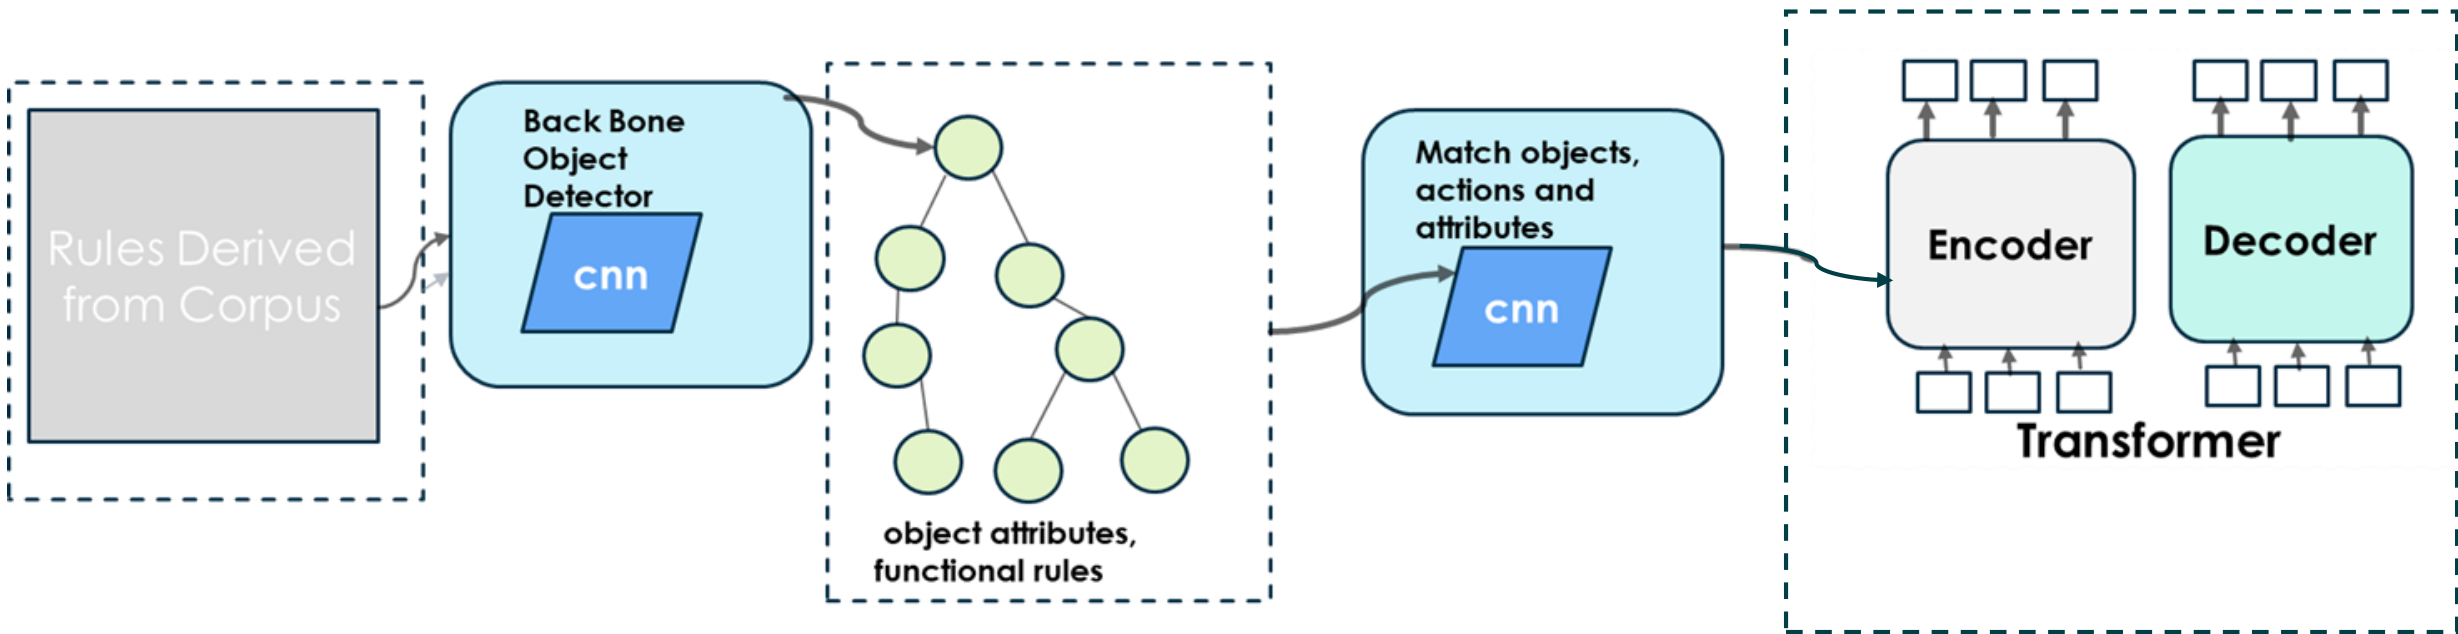 Rules Derived
from Corpus
Back Bone
Object
Detector
cnn
object attributes,
functional rules
Match objects,
actions and
attributes
cnn
Encoder
Decoder
Transformer